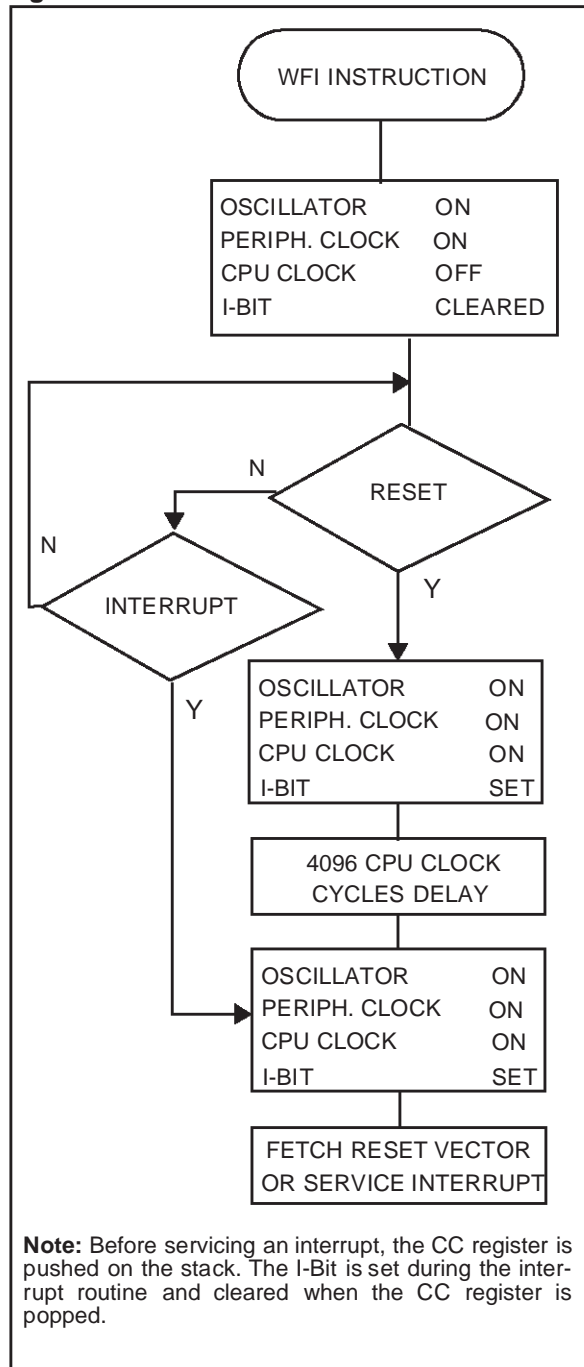 WFI INSTRUCTION
OSCILLATOR ON
PERIPH. CLOCK ON
CPU CLOCK OFF
I-BIT CLEARED
N
RESET
N
INTERRUPT
Y
Y
OSCILLATOR ON
PERIPH. CLOCK ON
CPU CLOCK ON
I-BIT SET
4096 CPU CLOCK
CYCLES DELAY
OSCILLATOR ON
PERIPH. CLOCK ON
CPU CLOCK ON
I-BIT SET
FETCH RESET VECTOR
OR SERVICE INTERRUPT
Note: Before servicing an interrupt, the CC register is
pushed on the stack. The I-Bit is set during the inter-
rupt routine and cleared when the CC register is
popped.